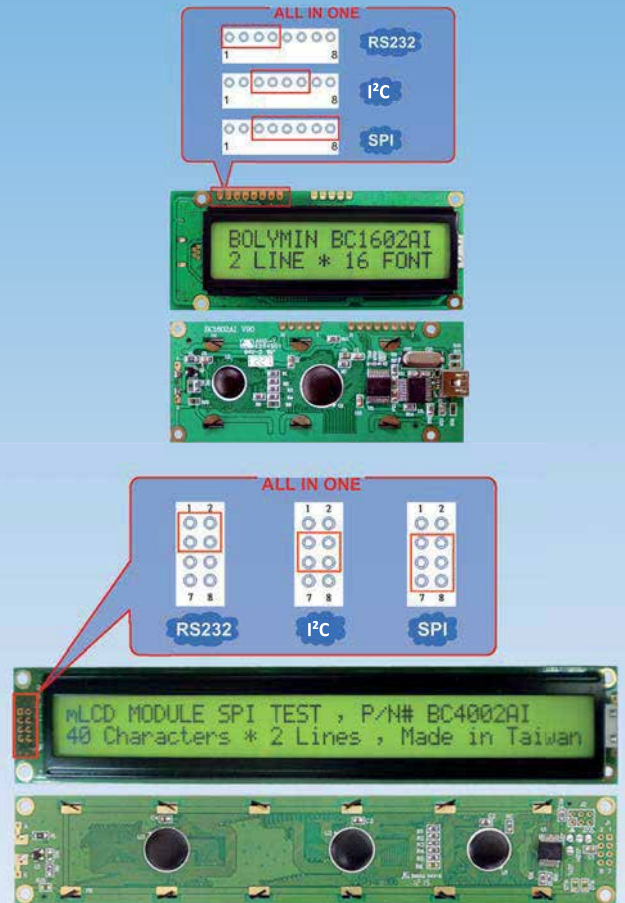 ALL IN ONE
RS232
1 8
I²C
1 8
SPI
1 8
BOLYMIN BC1602AI
2 LINE * 16 FONT
BC1602AI V00
ALL IN ONE
1 2
1 2
1 2
7 8
7 8
7 8
RS232
I²C
SPI
mLCD MODULE SPI TEST , P/N# BC4002AI
40 Characters * 2 Lines , Made in Taiwan